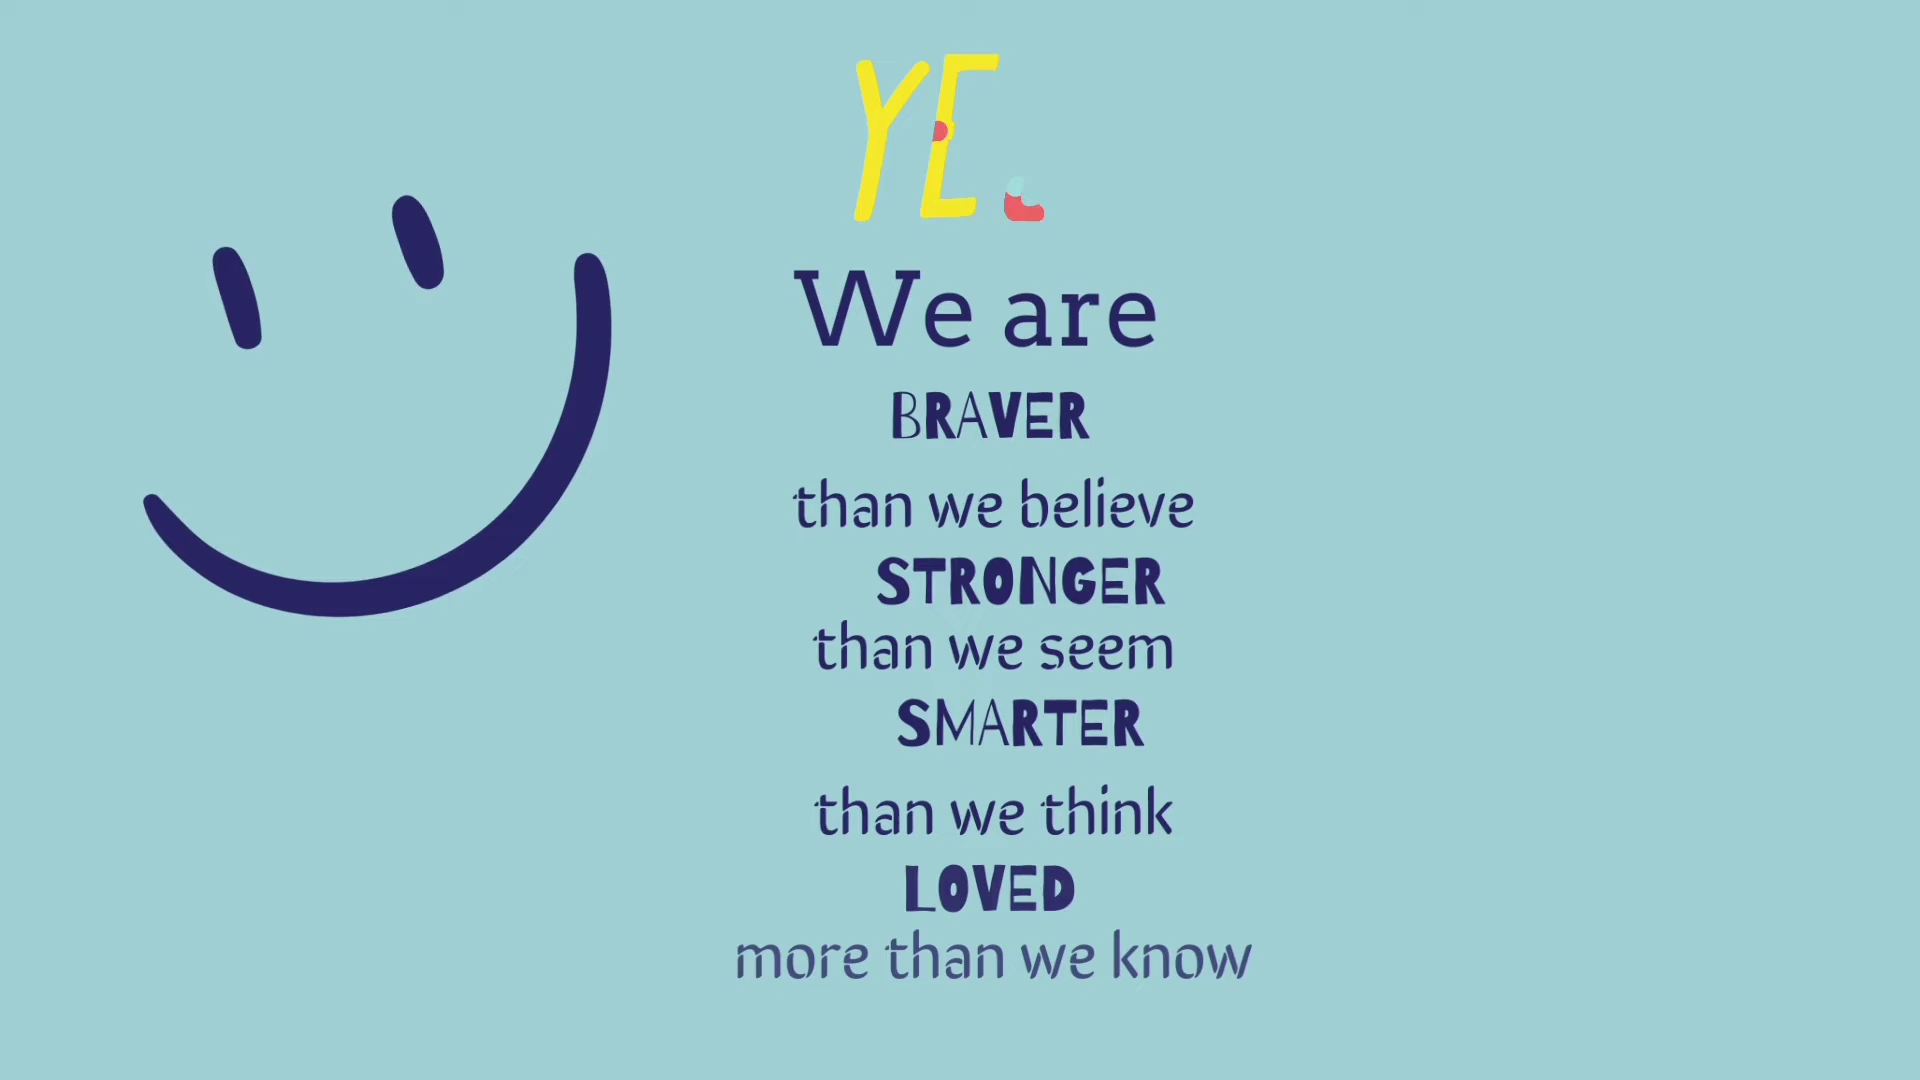 YE
We are
BRAVER
than we believe
STRONGER
than we seem
SMARTER
than we think
LOVED
more than we know